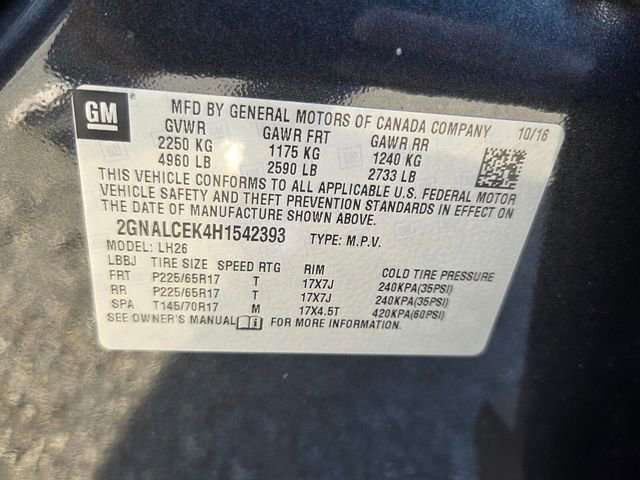 GM ® MFD BY GENERAL MOTORS OF CANADA COMPANY 10/16
GVWR GAWR FRT GAWR RR
2250 KG 1175 KG 1240 KG
4960 LB 2590 LB 2733 LB
THIS VEHICLE CONFORMS TO ALL APPLICABLE U.S. FEDERAL MOTOR
VEHICLE SAFETY AND THEFT PREVENTION STANDARDS IN EFFECT ON
THE DATE OF MANUFACTURE SHOWN ABOVE.
2GNALCEK4H1542393 TYPE: M.P.V.
MODEL: LH26
LBBJ TIRE SIZE SPEED RTG RIM COLD TIRE PRESSURE
FRT P225/65R17 T 17X7J 240KPA(35PSI)
RR P225/65R17 T 17X7J 240KPA(35PSI)
SPA T145/70R17 M 17X4.5T 420KPA(60PSI)
SEE OWNER'S MANUAL FOR MORE INFORMATION.